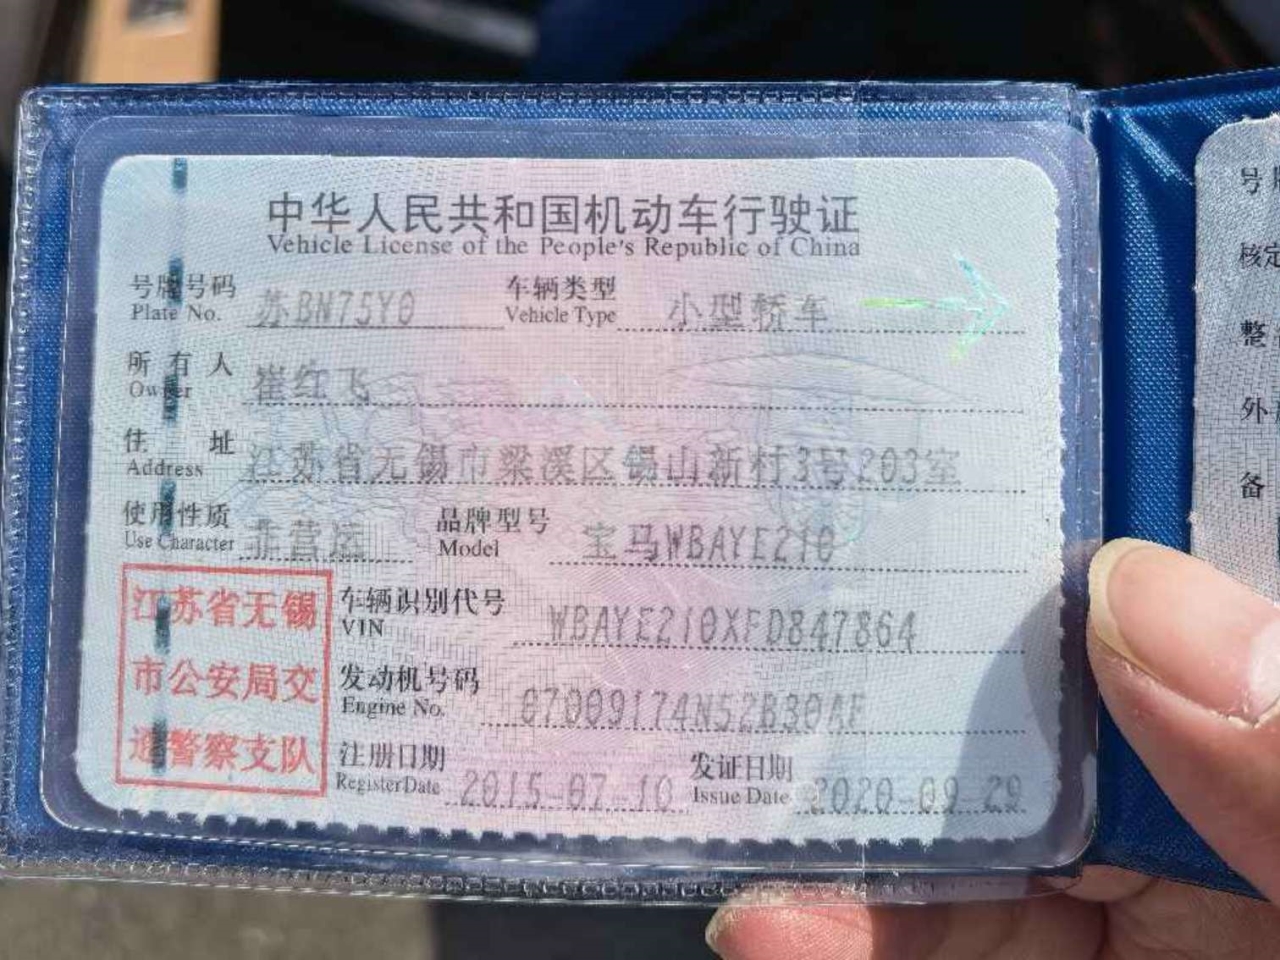 中华人民共和国机动车行驶证
Vehicle License of the People's Republic of China
号牌号码 苏BN75Y0 车辆类型 小型轿车
Plate No. Vehicle Type
所有人 崔红飞
Owner
住址 江苏省无锡市梁溪区锡山新村3号203室
Address
使用性质 非营运 品牌型号 宝马WBAYE210
Use Character Model
江苏省无锡
市公安局交
通警察支队
车辆识别代号 WBAYE210XFD847864
VIN
发动机号码 07009174N52B30AF
Engine No.
注册日期 2015-07-10 发证日期 2020-09-29
Register Date Issue Date
号
核定
整
外
备